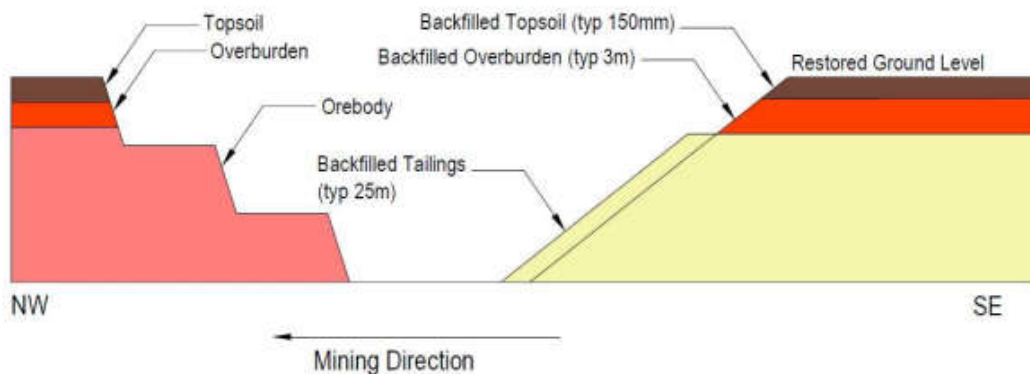 Topsoil
Overburden
Orebody
Backfilled Topsoil (typ 150mm)
Backfilled Overburden (typ 3m)
Restored Ground Level
Backfilled Tailings
(typ 25m)
NW
SE
Mining Direction